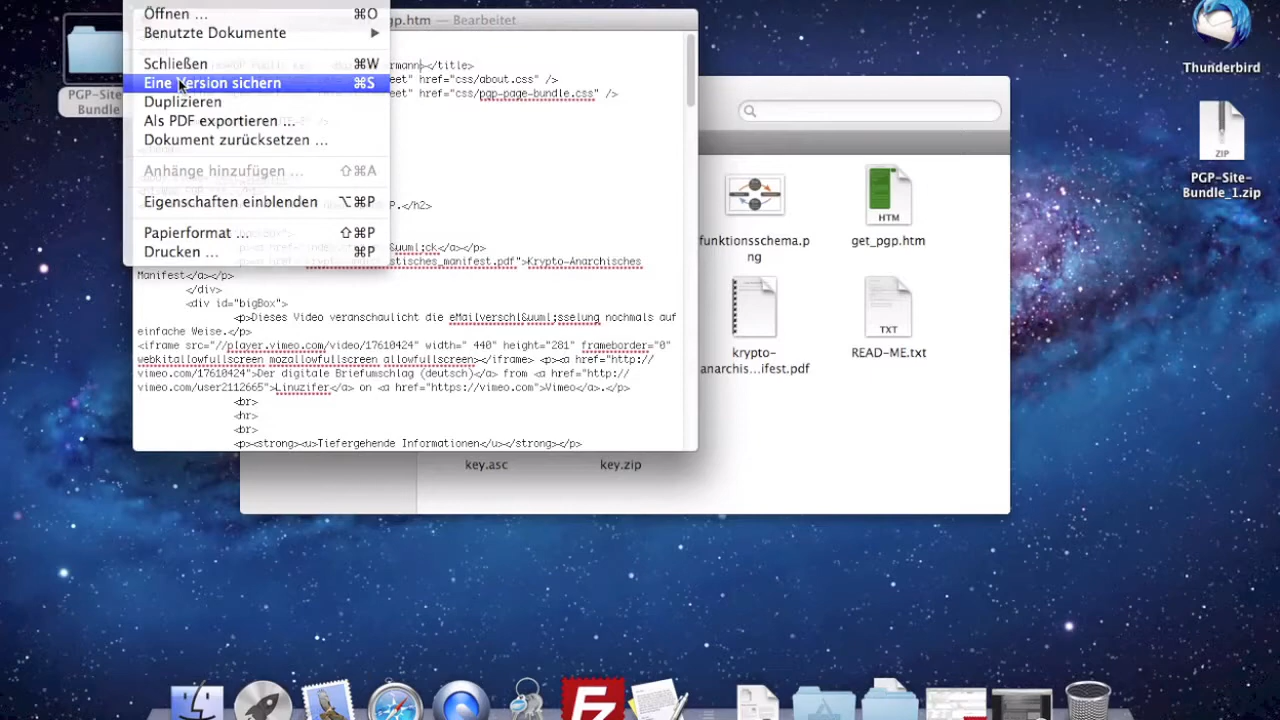 Öffnen ... ⌘O
Benutzte Dokumente ▶
Schließen ⌘W
Eine Version sichern ⌘S
Duplizieren
Als PDF exportieren ...
Dokument zurücksetzen ...
Anhänge hinzufügen ... ⇧⌘A
Eigenschaften einblenden ⌥⌘P
Papierformat ... ⇧⌘P
Drucken ... ⌘P
gp.htm — Bearbeitet
</title>
href="css/about.css" />
href="css/pgp-page-bundle.css" />
P.</h2>
&uuml;ck</a></p>
istisches_manifest.pdf">Krypto-Anarchisches
Manifest</a></p>
</div>
<div id="bigBox">
<p>Dieses Video veranschaulicht die eMailverschl&uuml;sselung nochmals auf
einfache Weise.</p>
<iframe src="//player.vimeo.com/video/17610424" width=" 440" height="281" frameborder="0"
webkitallowfullscreen mozallowfullscreen allowfullscreen></iframe> <p><a href="http://
vimeo.com/17610424">Der digitale Briefumschlag (deutsch)</a> from <a href="http://
vimeo.com/user2112665">Linuzifer</a> on <a href="https://vimeo.com">Vimeo</a>.</p>
<br>
<hr>
<br>
<p><strong><u>Tiefergehende Informationen</u></strong></p>
PGP-Site-
Bundle
funktionsschema.p
ng
HTM
get_pgp.htm
krypto-
anarchis...ifest.pdf
TXT
READ-ME.txt
key.asc
key.zip
Thunderbird
ZIP
PGP-Site-
Bundle_1.zip
Fz